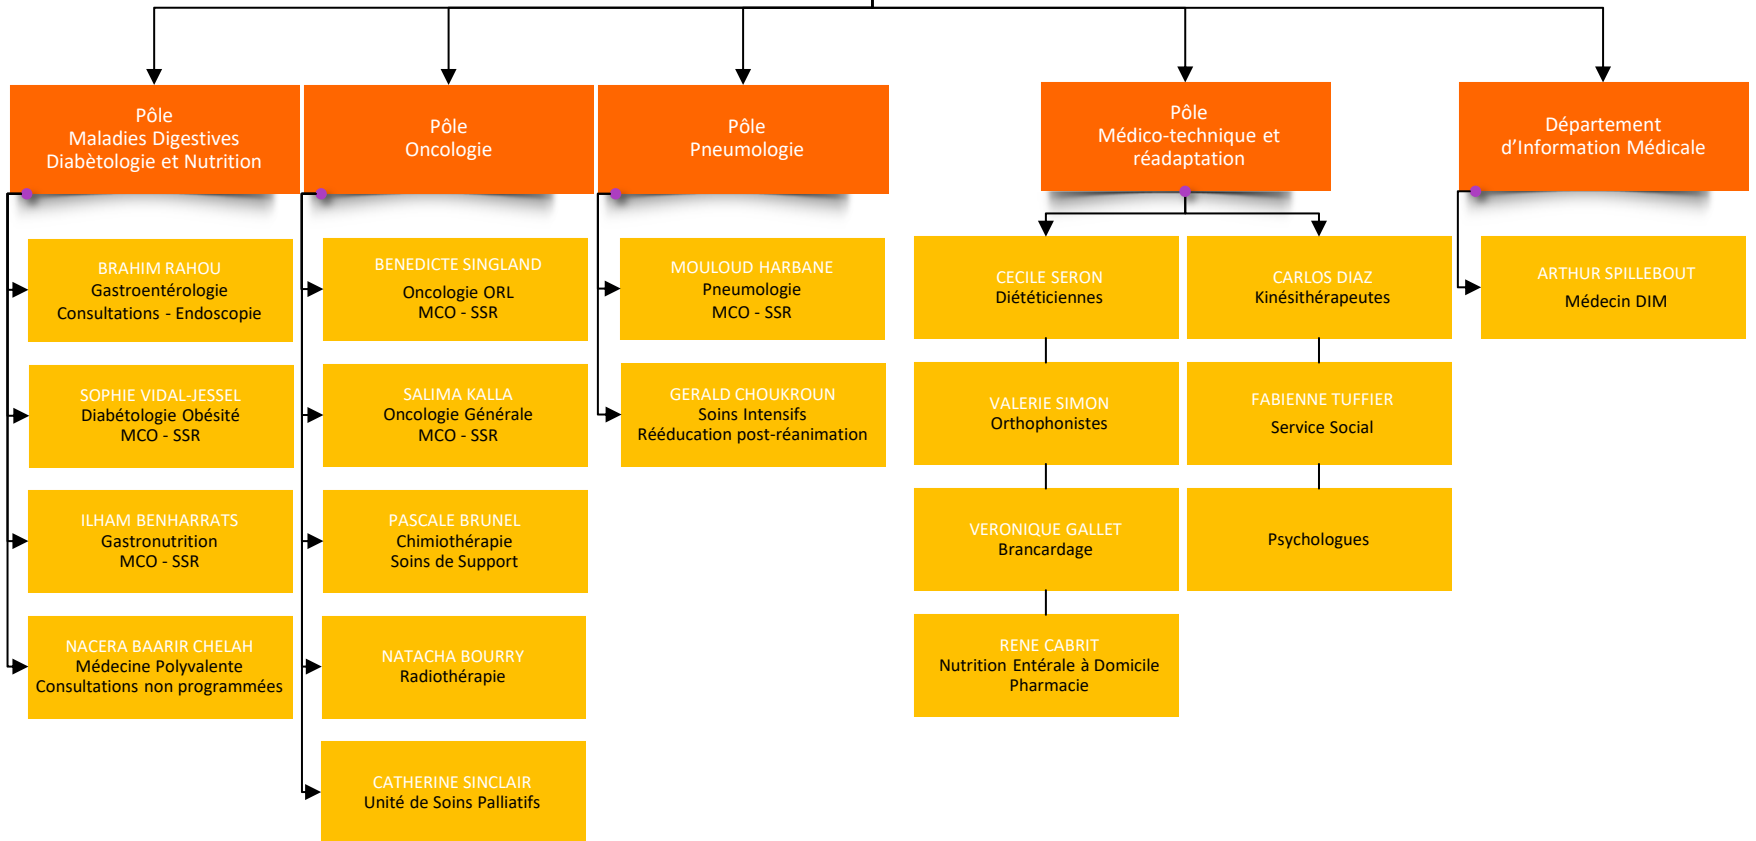 Pôle
Maladies Digestives
Diabètologie et Nutrition
BRAHIM RAHOU
Gastroentérologie
Consultations - Endoscopie
SOPHIE VIDAL-JESSEL
Diabétologie Obésité
MCO - SSR
ILHAM BENHARRATS
Gastronutrition
MCO - SSR
NACERA BAARIR CHELAH
Médecine Polyvalente
Consultations non programmées
Pôle
Oncologie
BENEDICTE SINGLAND
Oncologie ORL
MCO - SSR
SALIMA KALLA
Oncologie Générale
MCO - SSR
PASCALE BRUNEL
Chimiothérapie
Soins de Support
NATACHA BOURRY
Radiothérapie
CATHERINE SINCLAIR
Unité de Soins Palliatifs
Pôle
Pneumologie
MOULOUD HARBANE
Pneumologie
MCO - SSR
GERALD CHOUKROUN
Soins Intensifs
Rééducation post-réanimation
Pôle
Médico-technique et
réadaptation
CECILE SERON
Diététiciennes
VALERIE SIMON
Orthophonistes
VERONIQUE GALLET
Brancardage
RENE CABRIT
Nutrition Entérale à Domicile
Pharmacie
CARLOS DIAZ
Kinésithérapeutes
FABIENNE TUFFIER
Service Social
Psychologues
Département
d'Information Médicale
ARTHUR SPILLEBOUT
Médecin DIM